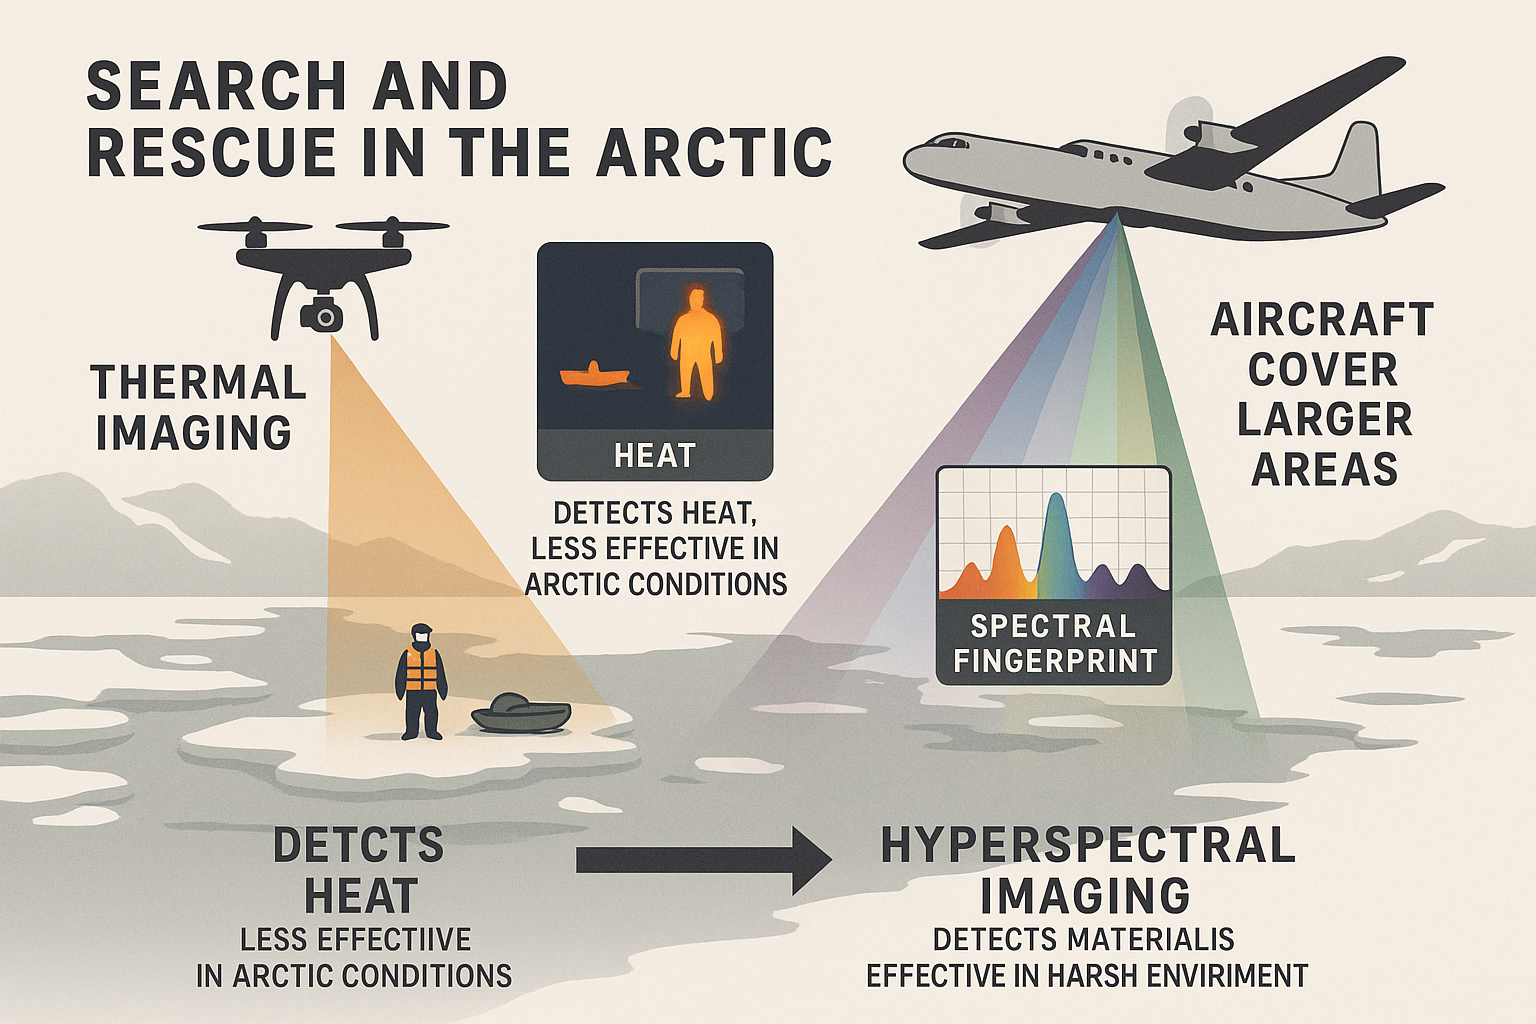 SEARCH AND
RESCUE IN THE ARCTIC
THERMAL
IMAGING
HEAT
DETECTS HEAT,
LESS EFFECTIVE IN
ARCTIC CONDITIONS
AIRCRAFT
COVER
LARGER
AREAS
SPECTRAL
FINGERPRINT
DETCTS
HEAT
LESS EFFECTIIVE
IN ARCTIC CONDITIONS
HYPERSPECTRAL
IMAGING
DETECTS MATERIALIS
EFFECTIVE IN HARSH ENVIRIMENT